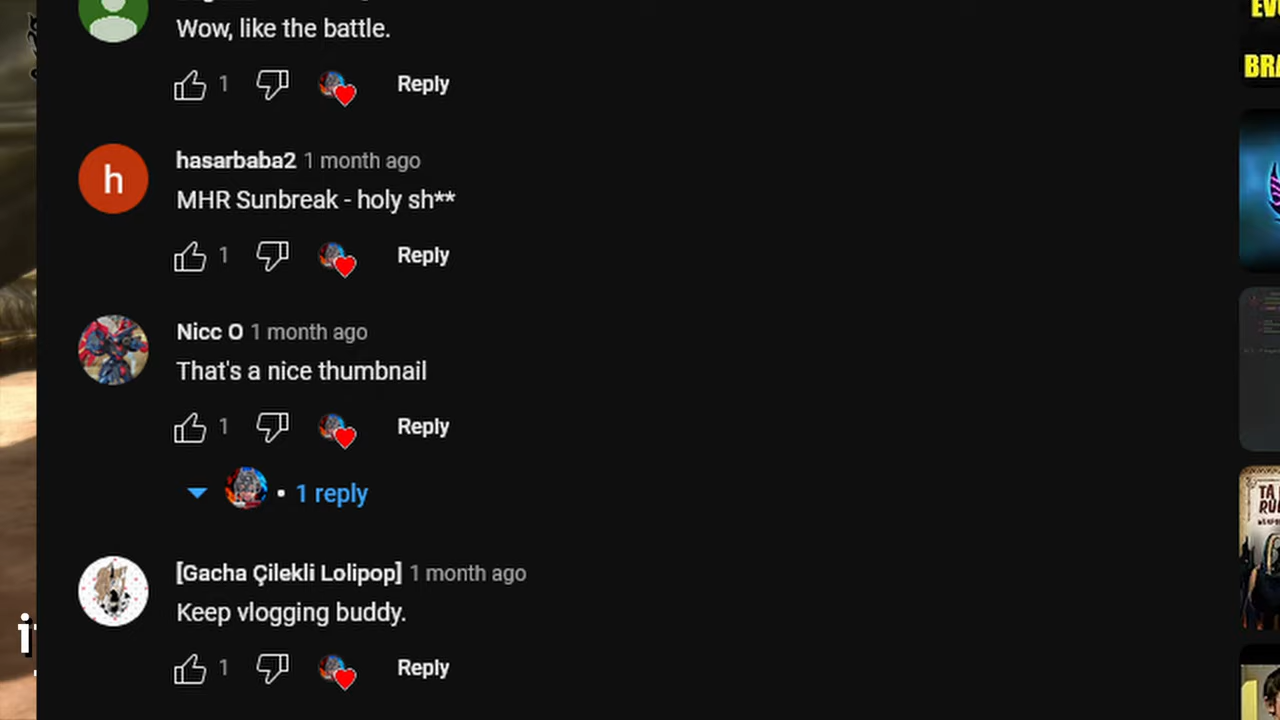 Wow, like the battle.
1 Reply
hasarbaba2 1 month ago
MHR Sunbreak - holy sh**
1 Reply
Nicc O 1 month ago
That's a nice thumbnail
1 Reply
• 1 reply
[Gacha Çilekli Lolipop] 1 month ago
Keep vlogging buddy.
1 Reply
h